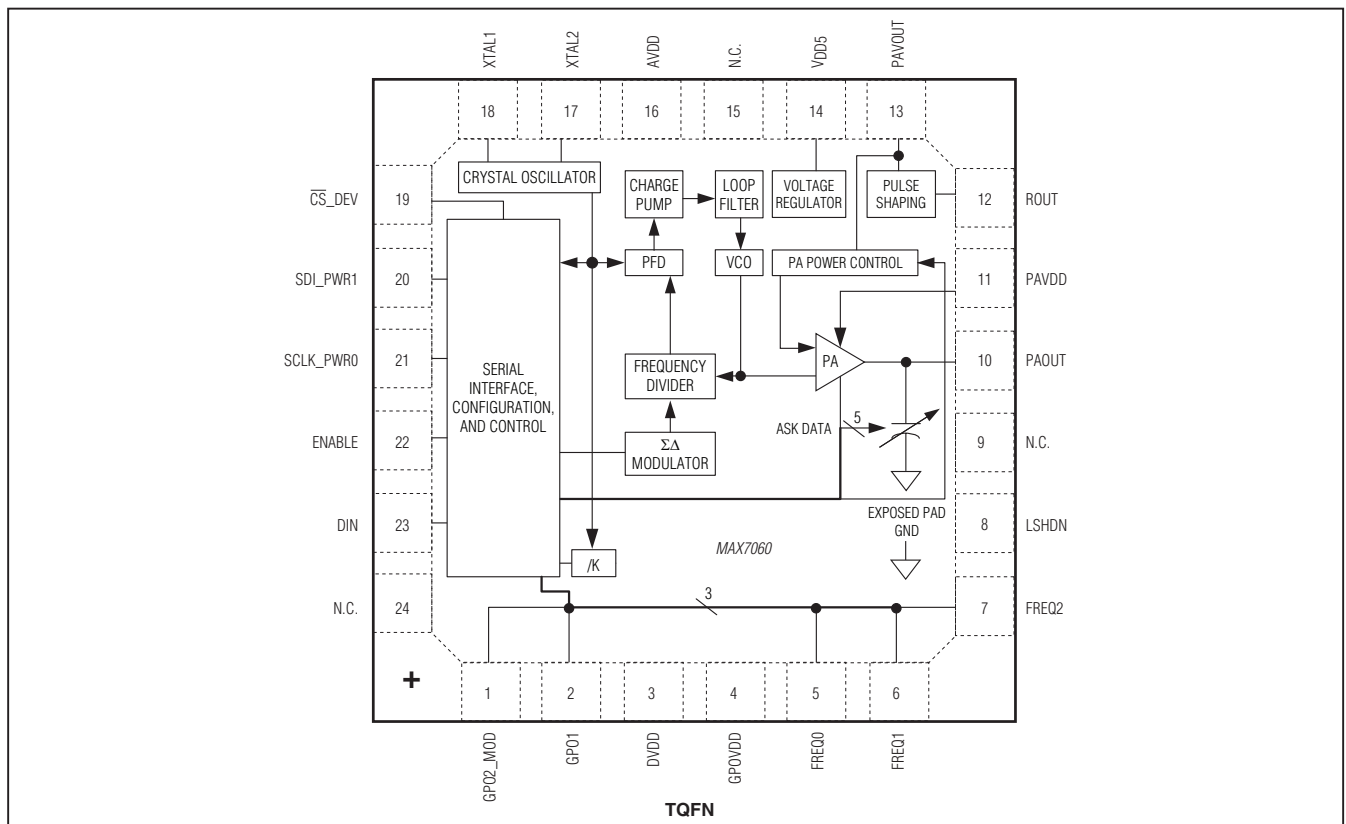 XTAL1
XTAL2
AVDD
N.C.
VDD5
PAVOUT
18
17
16
15
14
13
CS_DEV
19
CRYSTAL OSCILLATOR
CHARGE
PUMP
LOOP
FILTER
VOLTAGE
REGULATOR
PULSE
SHAPING
12
ROUT
SDI_PWR1
20
PFD
VCO
PA POWER CONTROL
11
PAVDD
SCLK_PWR0
21
SERIAL
INTERFACE,
CONFIGURATION,
AND CONTROL
FREQUENCY
DIVIDER
PA
10
PAOUT
ENABLE
22
ΣΔ
MODULATOR
ASK DATA
5
9
N.C.
DIN
23
EXPOSED PAD
GND
8
LSHDN
/K
MAX7060
N.C.
24
3
7
FREQ2
+
1
2
3
4
5
6
GPO2_MOD
GPO1
DVDD
GPOVDD
FREQ0
FREQ1
TQFN